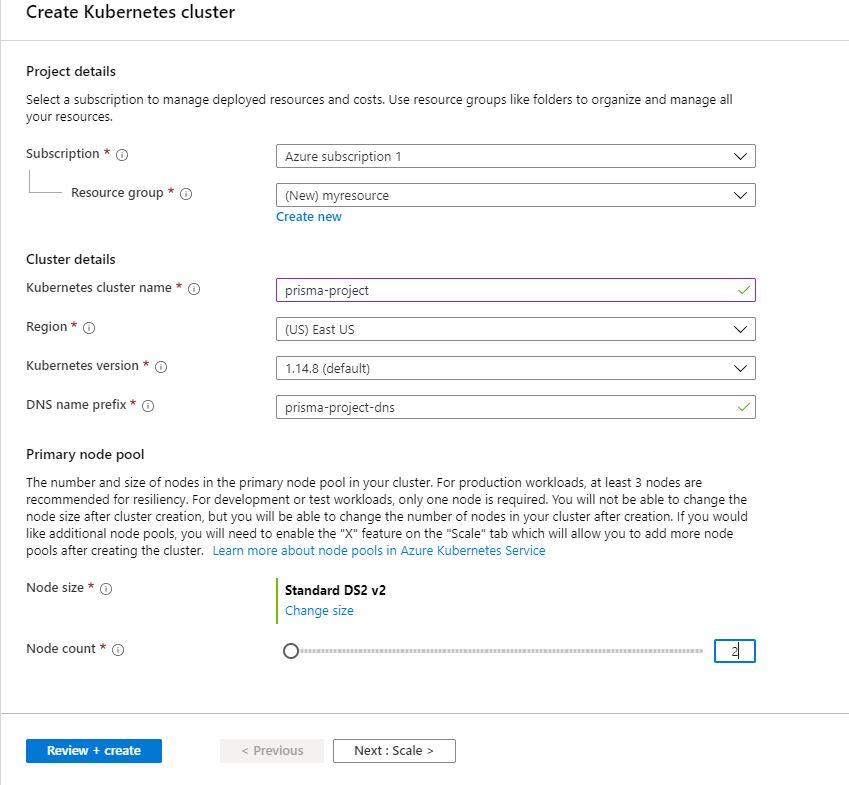 Create Kubernetes cluster
Project details
Select a subscription to manage deployed resources and costs. Use resource groups like folders to organize and manage all
your resources.
Subscription *
Azure subscription 1
Resource group *
(New) myresource
Create new
Cluster details
Kubernetes cluster name *
prisma-project
Region *
(US) East US
Kubernetes version *
1.14.8 (default)
DNS name prefix *
prisma-project-dns
Primary node pool
The number and size of nodes in the primary node pool in your cluster. For production workloads, at least 3 nodes are
recommended for resiliency. For development or test workloads, only one node is required. You will not be able to change the
node size after cluster creation, but you will be able to change the number of nodes in your cluster after creation. If you would
like additional node pools, you will need to enable the "X" feature on the "Scale" tab which will allow you to add more node
pools after creating the cluster. Learn more about node pools in Azure Kubernetes Service
Node size *
Standard DS2 v2
Change size
Node count *
2
Review + create
< Previous
Next : Scale >